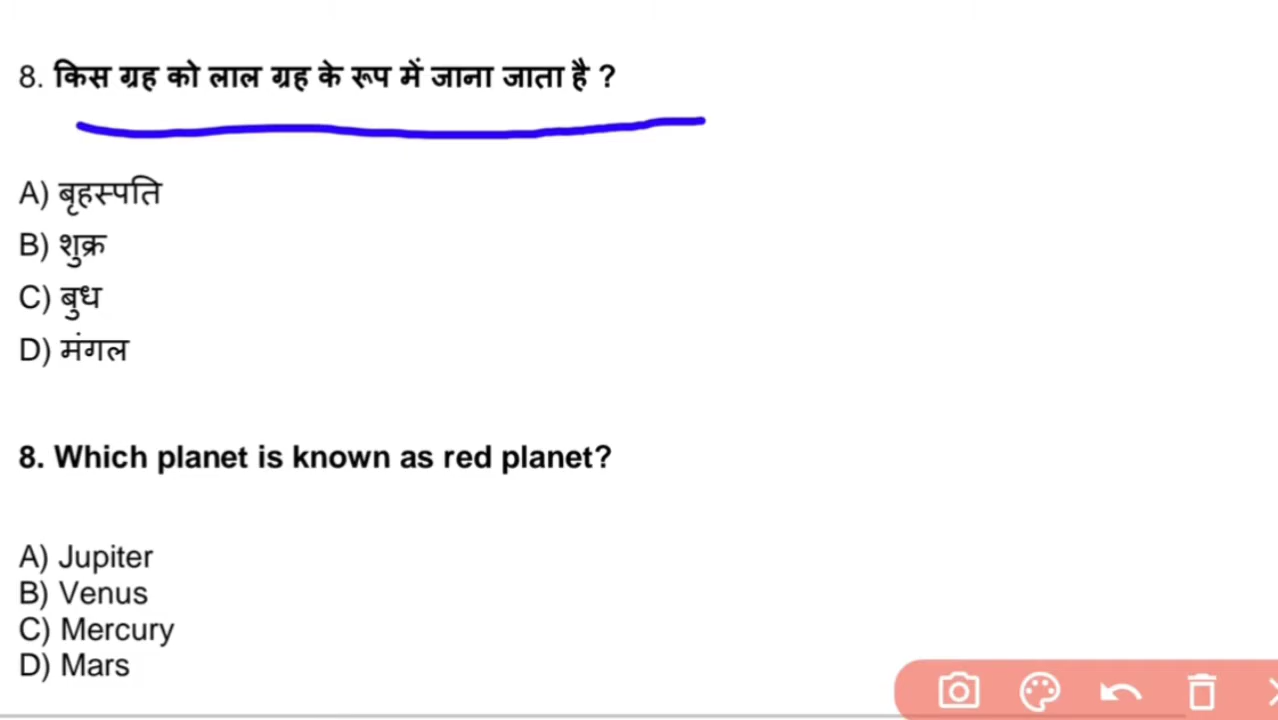 8. किस ग्रह को लाल ग्रह के रूप में जाना जाता है ?
A) बृहस्पति
B) शुक्र
C) बुध
D) मंगल
8. Which planet is known as red planet?
A) Jupiter
B) Venus
C) Mercury
D) Mars